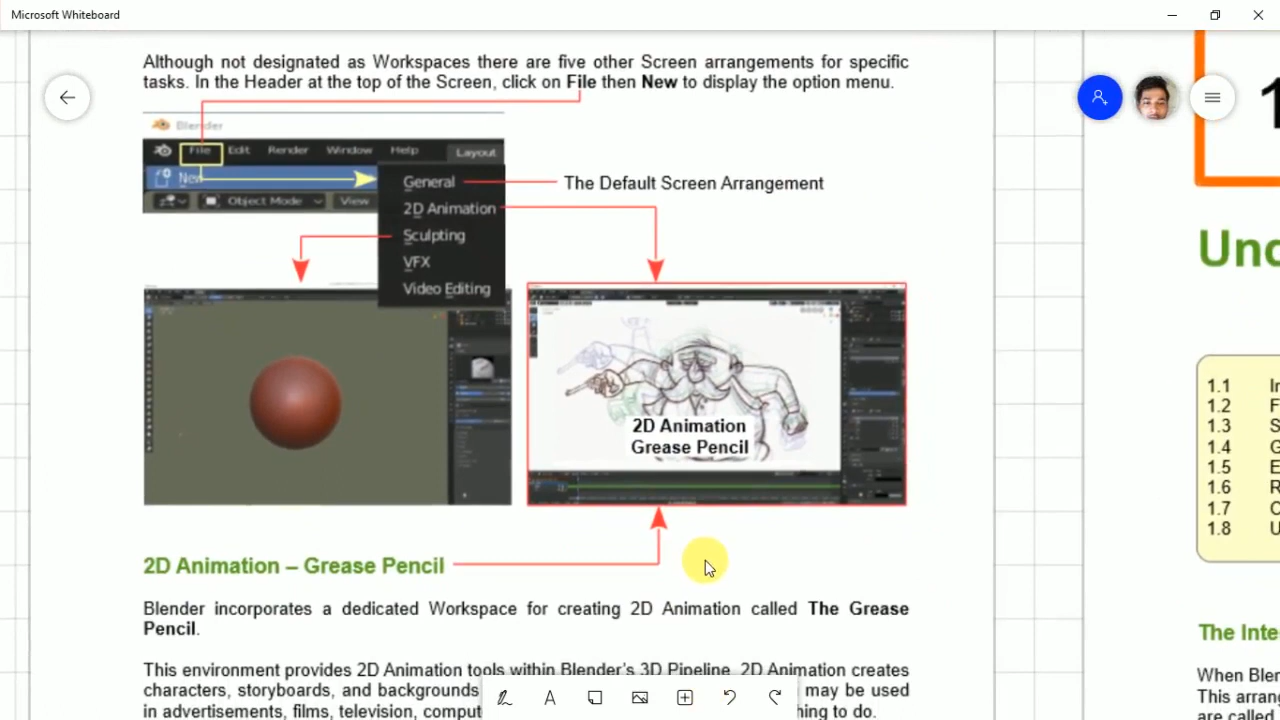 Microsoft Whiteboard
Although not designated as Workspaces there are five other Screen arrangements for specific
tasks. In the Header at the top of the Screen, click on File then New to display the option menu.
Blender
File Edit Render Window Help Layout
New
General
The Default Screen Arrangement
Object Mode View
2D Animation
Sculpting
VFX
Video Editing
2D Animation
Grease Pencil
2D Animation – Grease Pencil
Blender incorporates a dedicated Workspace for creating 2D Animation called The Grease
Pencil.
This environment provides 2D Animation tools within Blender's 3D Pipeline. 2D Animation creates
characters, storyboards, and backgrounds may be used
in advertisements, films, television, comput hing to do.
1
Und
1.1 In
1.2 F
1.3 S
1.4 G
1.5 E
1.6 R
1.7 C
1.8 U
The Inte
When Blen
This arran
are called